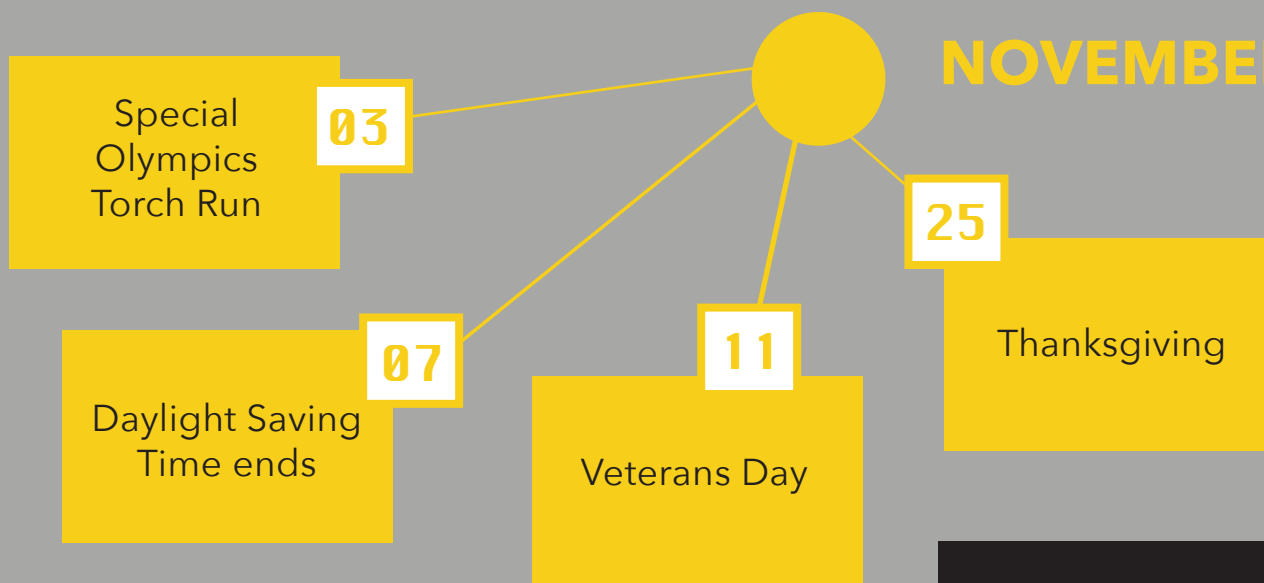 NOVEMBE
03
Special
Olympics
Torch Run
07
Daylight Saving
Time ends
11
Veterans Day
25
Thanksgiving